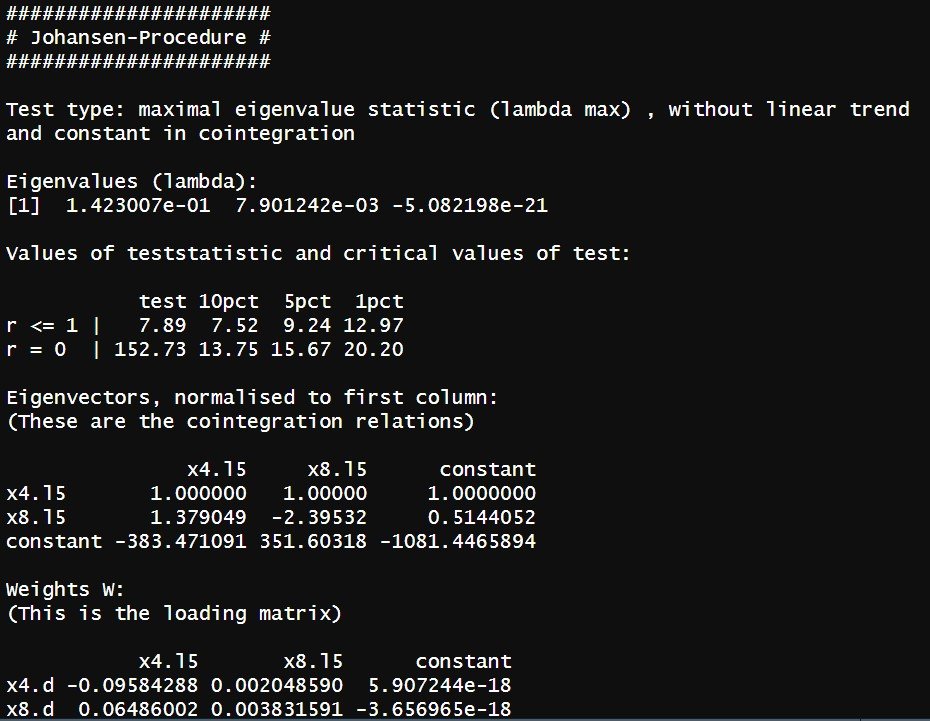 ######################
# Johansen-Procedure #
######################
Test type: maximal eigenvalue statistic (lambda max) , without linear trend
and constant in cointegration
Eigenvalues (lambda):
[1]  1.423007e-01  7.901242e-03 -5.082198e-21
Values of teststatistic and critical values of test:
           test 10pct  5pct  1pct
r <= 1 |   7.89  7.52  9.24 12.97
r = 0  | 152.73 13.75 15.67 20.20
Eigenvectors, normalised to first column:
(These are the cointegration relations)
               x4.l5     x8.l5      constant
x4.l5       1.000000   1.00000     1.0000000
x8.l5       1.379049  -2.39532     0.5144052
constant -383.471091 351.60318 -1081.4465894
Weights W:
(This is the loading matrix)
           x4.l5       x8.l5      constant
x4.d -0.09584288 0.002048590  5.907244e-18
x8.d  0.06486002 0.003831591 -3.656965e-18